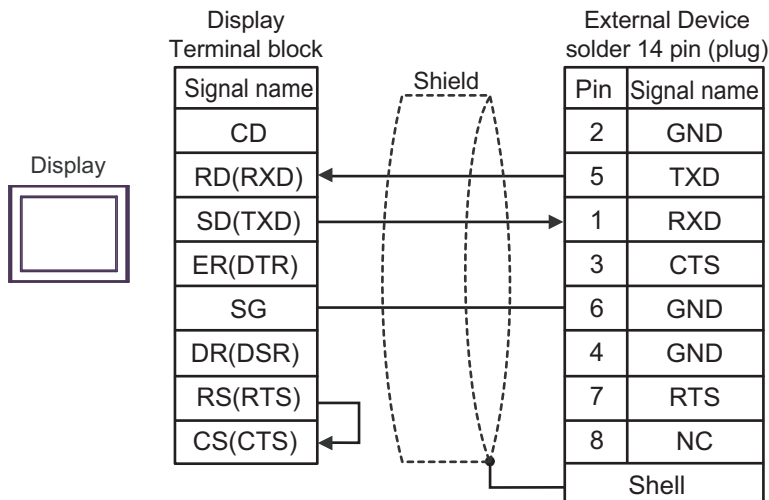 Display
Terminal block
External Device
solder 14 pin (plug)
Signal name
Shield
Pin Signal name
CD
2 GND
Display
RD(RXD)
5 TXD
SD(TXD)
1 RXD
ER(DTR)
3 CTS
SG
6 GND
DR(DSR)
4 GND
RS(RTS)
7 RTS
CS(CTS)
8 NC
Shell